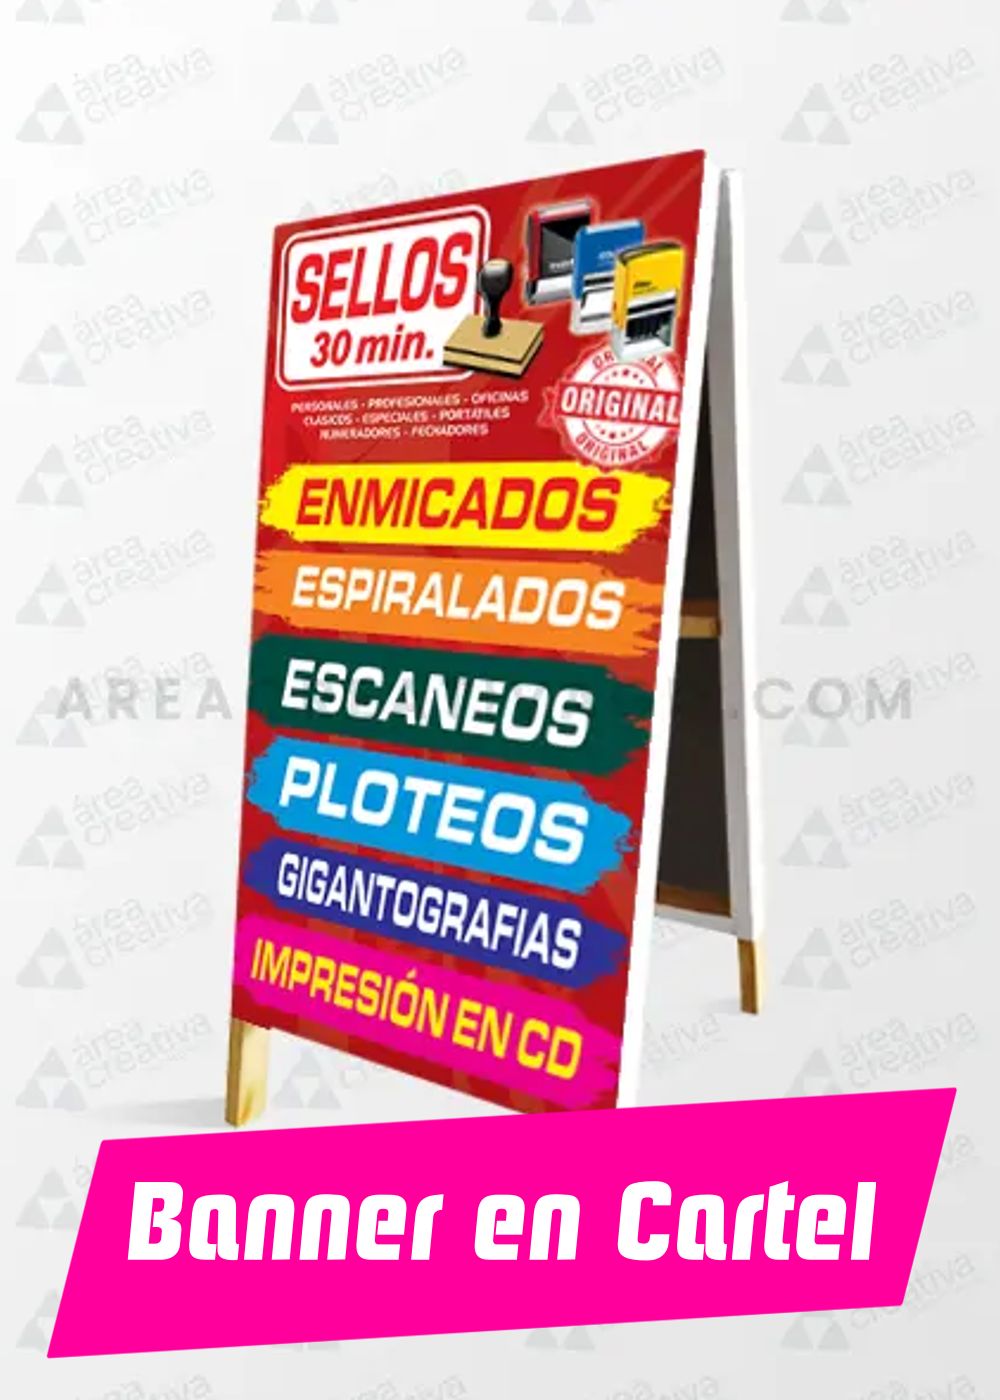 área
creativa
SELLOS
30 min.
PERSONALES - PROFESIONALES - OFICINAS
CLASICOS - ESPECIALES - PORTATILES
NUMERADORES - FECHADORES
ORIGINAL
ORIGINAL
ENMICADOS
ESPIRALADOS
ESCANEOS
PLOTEOS
GIGANTOGRAFIAS
IMPRESIÓN EN CD
AREA
.COM
Banner en Cartel